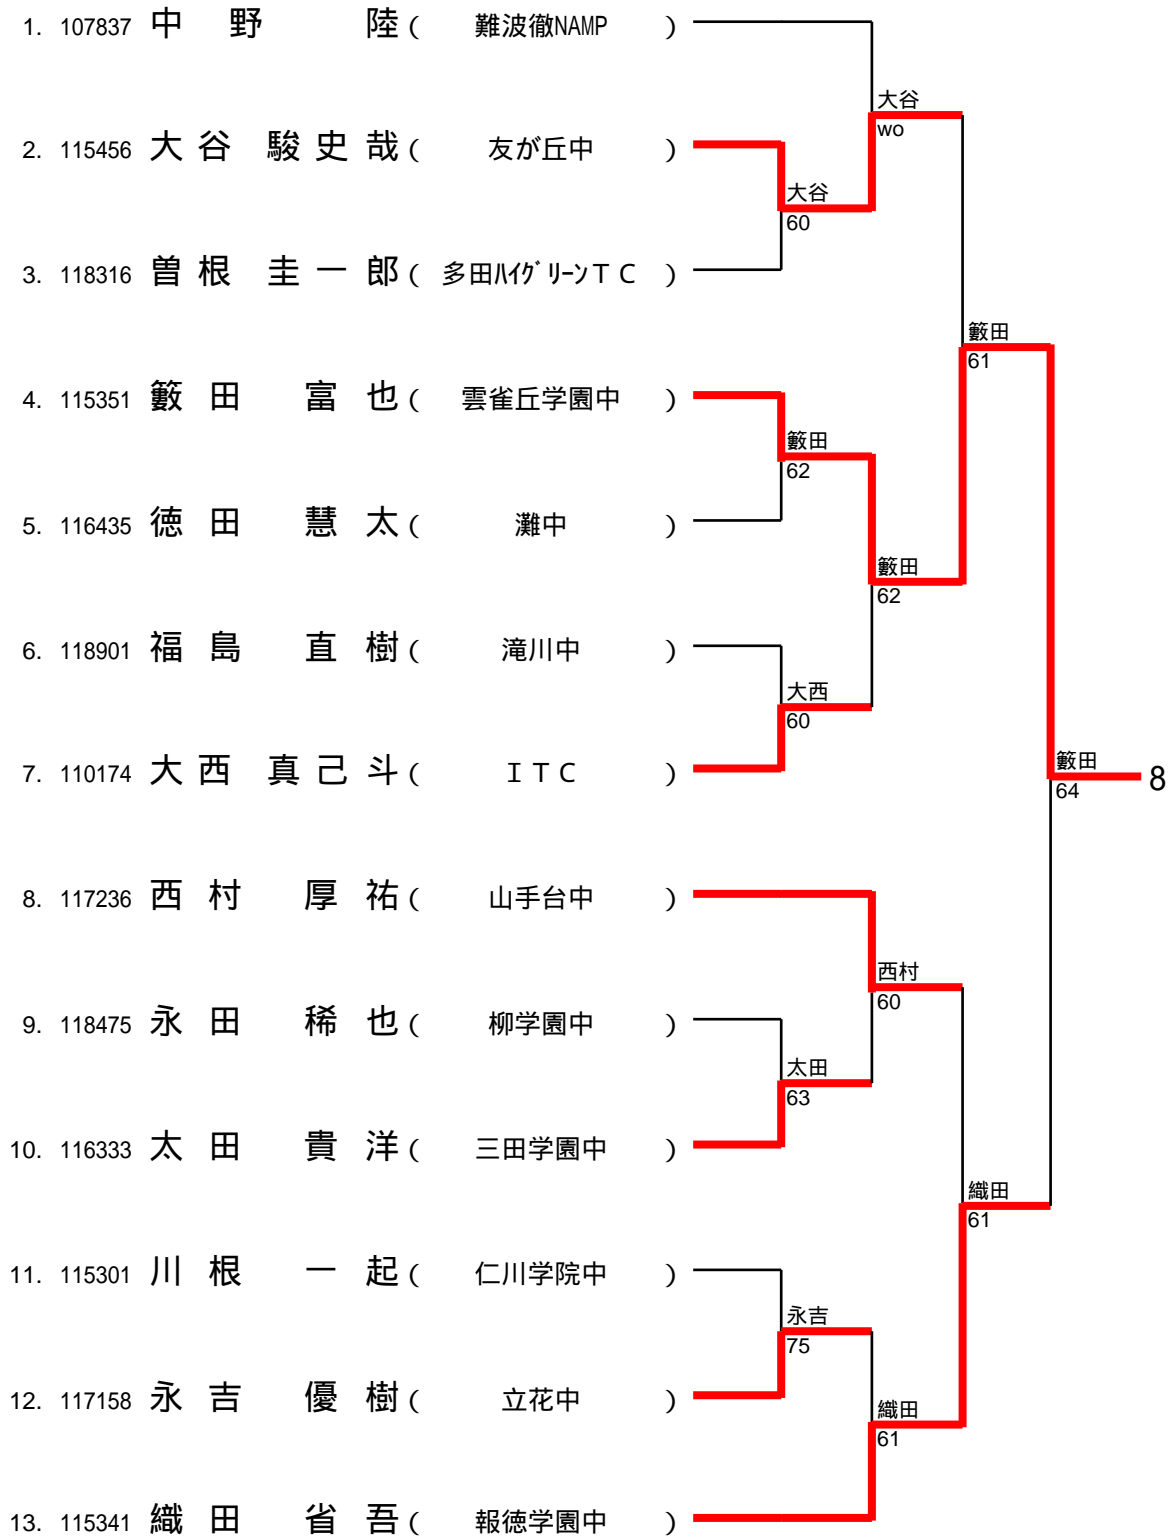 1. 107837 中野 陸 ( 難波徹NAMP )
大谷
wo
2. 115456 大谷 駿史哉 ( 友が丘中 )
大谷
60
3. 118316 曽根 圭一郎 ( 多田ﾊｲｸﾞﾘｰﾝＴＣ )
籔田
61
4. 115351 籔田 富也 ( 雲雀丘学園中 )
籔田
62
5. 116435 徳田 慧太 ( 灘中 )
籔田
62
6. 118901 福島 直樹 ( 滝川中 )
大西
60
7. 110174 大西 真己斗 ( ＩＴＣ )
籔田
64
8
8. 117236 西村 厚祐 ( 山手台中 )
西村
60
9. 118475 永田 稀也 ( 柳学園中 )
太田
63
10. 116333 太田 貴洋 ( 三田学園中 )
織田
61
11. 115301 川根 一起 ( 仁川学院中 )
永吉
75
12. 117158 永吉 優樹 ( 立花中 )
織田
61
13. 115341 織田 省吾 ( 報徳学園中 )